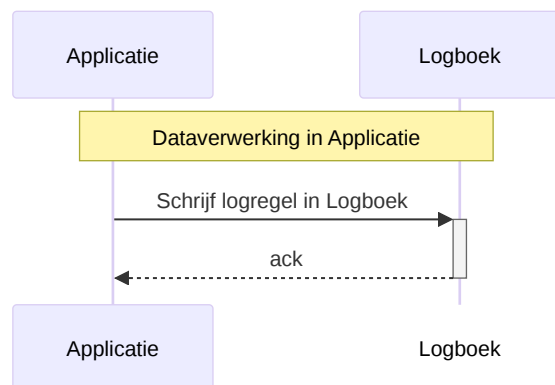 Applicatie
Logboek
Dataverwerking in Applicatie
Schrijf logregel in Logboek
ack
Applicatie
Logboek